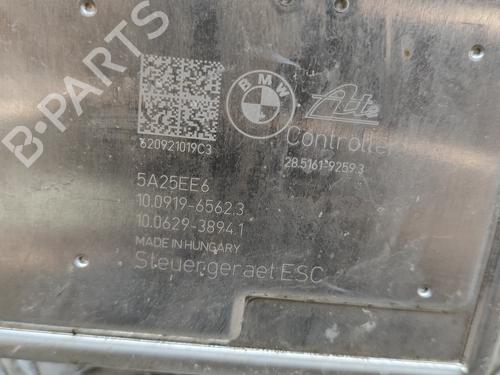 B-PARTS
BMW
Ate
Controller
620921019C3
28.5161-9259.3
5A25EE6
10.0919-6562.3
10.0629-3894.1
MADE IN HUNGARY
Steuergeraet ESC